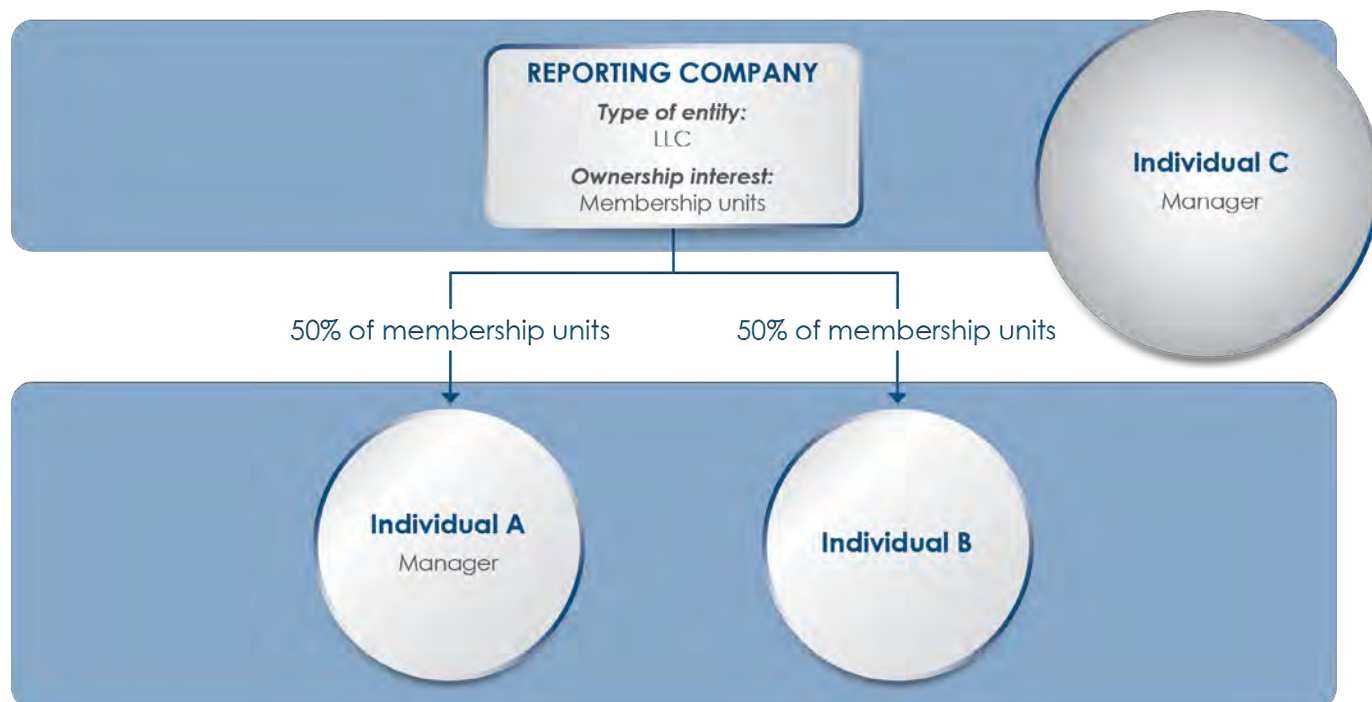 REPORTING COMPANY
Type of entity:
LLC
Ownership interest:
Membership units
Individual C
Manager
50% of membership units
50% of membership units
Individual A
Manager
Individual B